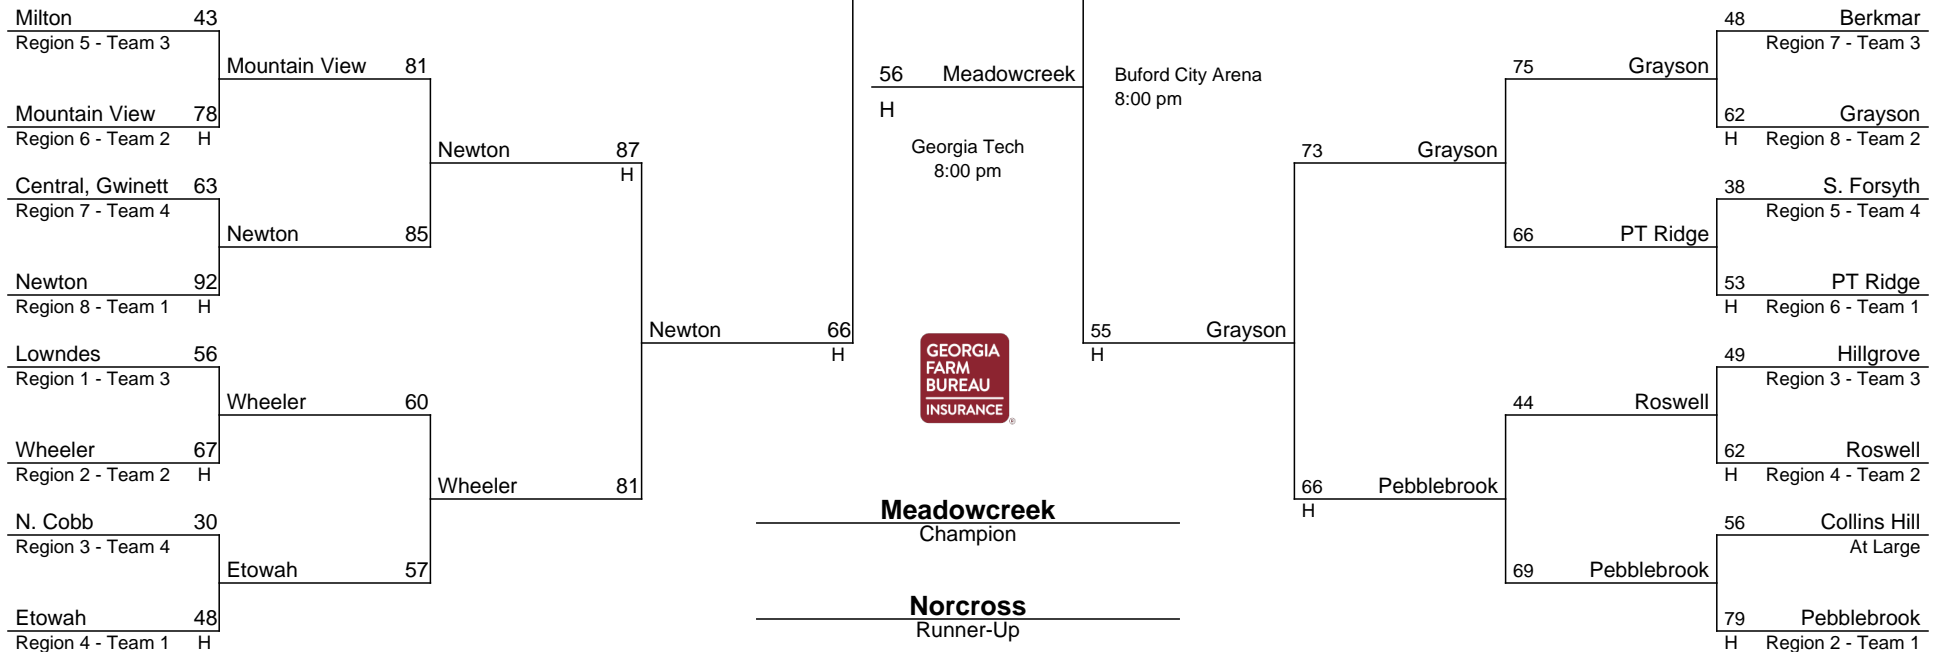 Milton 43
Region 5 - Team 3
Mountain View 81
Mountain View 78
Region 6 - Team 2 H
Newton 87
H
Central, Gwinett 63
Region 7 - Team 4
Newton 85
Newton 92
Region 8 - Team 1 H
Newton 66
H
Lowndes 56
Region 1 - Team 3
Wheeler 60
Wheeler 67
Region 2 - Team 2 H
Wheeler 81
N. Cobb 30
Region 3 - Team 4
Etowah 57
Etowah 48
Region 4 - Team 1 H
56 Meadowcreek
H
Georgia Tech
8:00 pm
Buford City Arena
8:00 pm
GEORGIA
FARM
BUREAU
INSURANCE
®
Meadowcreek
Champion
Norcross
Runner-Up
55 Grayson
H
73 Grayson
66 Pebblebrook
H
75 Grayson
66 PT Ridge
44 Roswell
69 Pebblebrook
48 Berkmar
Region 7 - Team 3
62 Grayson
H Region 8 - Team 2
38 S. Forsyth
Region 5 - Team 4
53 PT Ridge
H Region 6 - Team 1
49 Hillgrove
Region 3 - Team 3
62 Roswell
H Region 4 - Team 2
56 Collins Hill
At Large
79 Pebblebrook
H Region 2 - Team 1